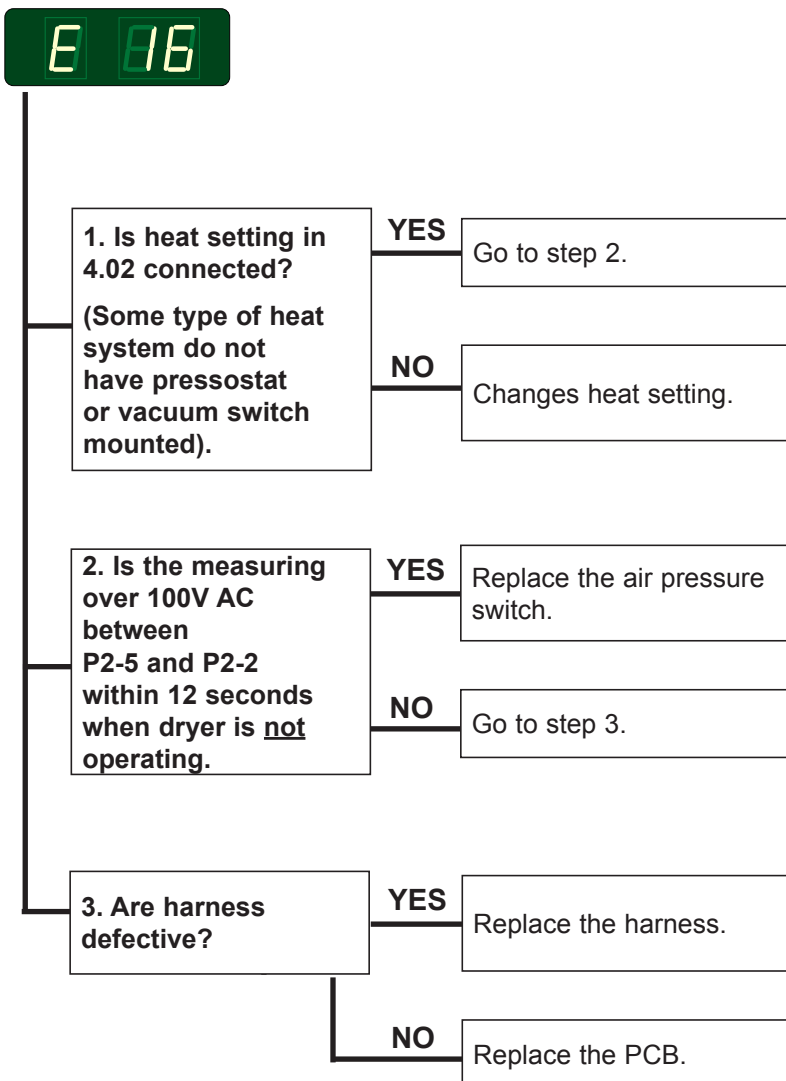 E 16
1. Is heat setting in
4.02 connected?
(Some type of heat
system do not
have pressostat
or vacuum switch
mounted).
YES
Go to step 2.
NO
Changes heat setting.
2. Is the measuring
over 100V AC
between
P2-5 and P2-2
within 12 seconds
when dryer is not
operating.
YES
Replace the air pressure
switch.
NO
Go to step 3.
3. Are harness
defective?
YES
Replace the harness.
NO
Replace the PCB.